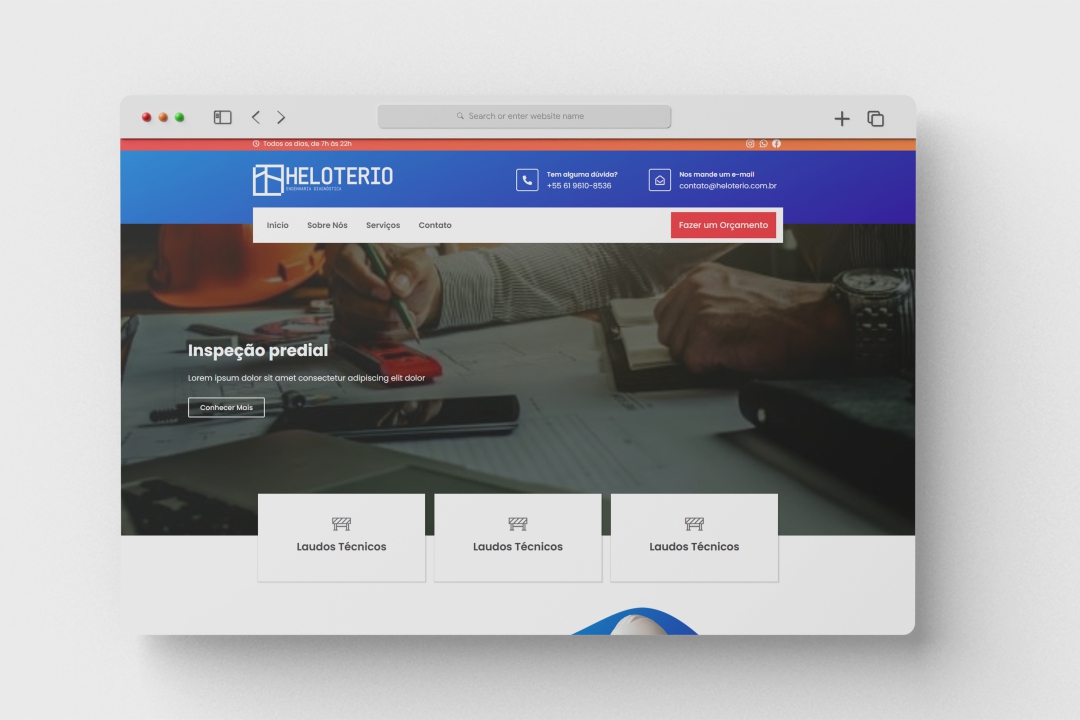 Search or enter website name
Todos os dias, de 7h às 22h
HELOTERIO
ENGENHARIA DIAGNÓSTICA
Tem alguma dúvida?
+55 61 9610-8536
Nos mande um e-mail
contato@heloterio.com.br
Início Sobre Nós Serviços Contato Fazer um Orçamento
Inspeção predial
Lorem ipsum dolor sit amet consectetur adipiscing elit dolor
Conhecer Mais
Laudos Técnicos Laudos Técnicos Laudos Técnicos